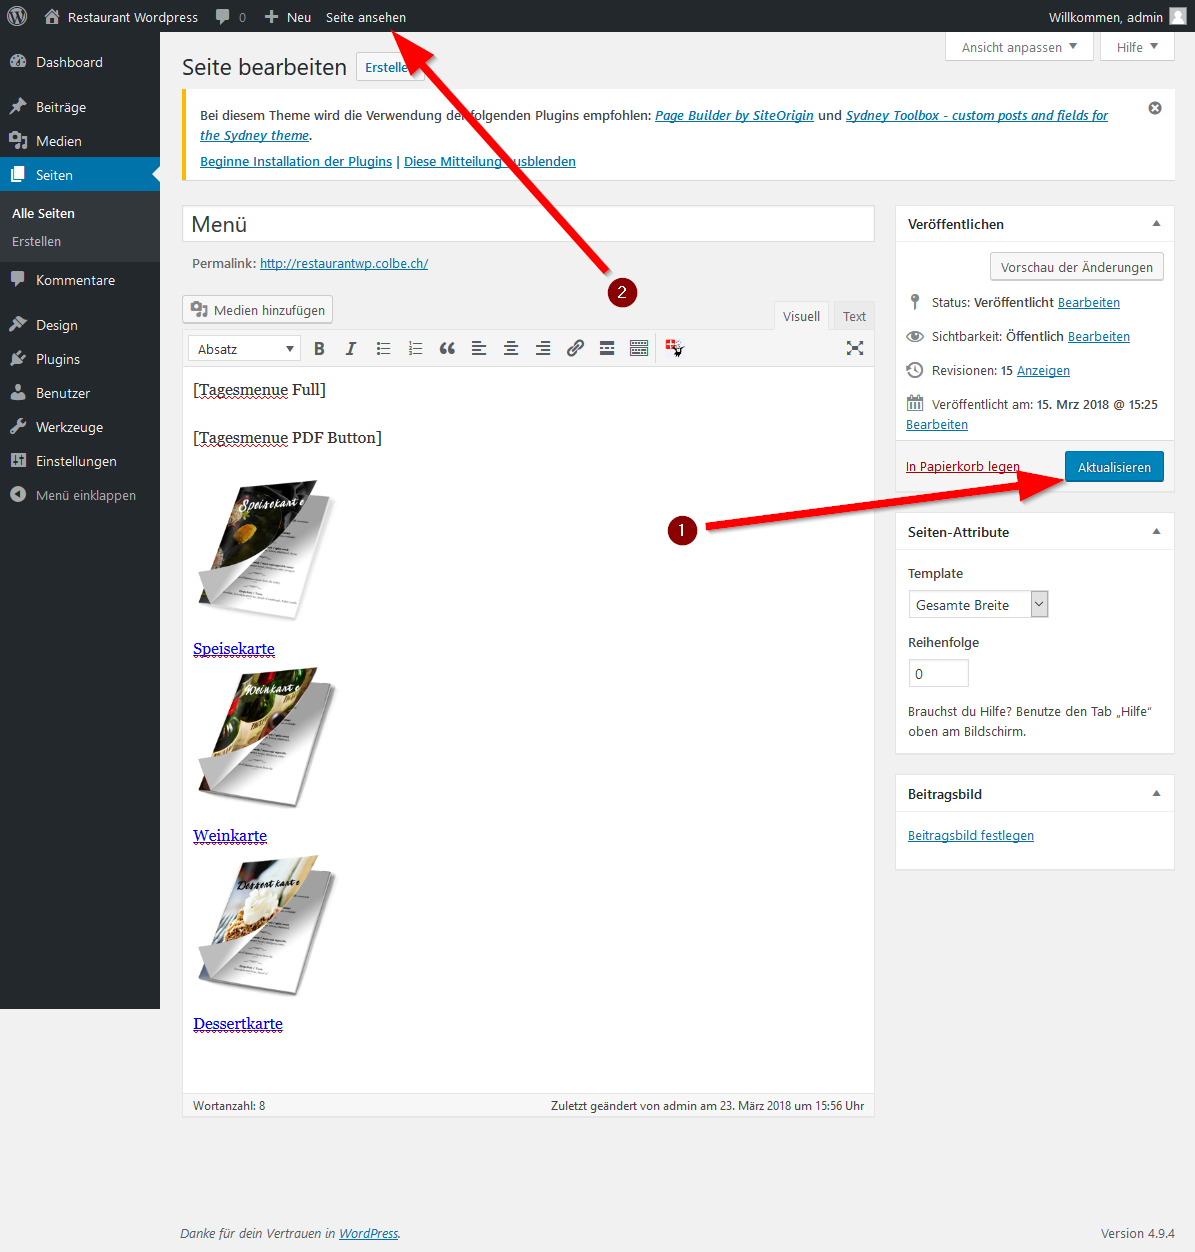 Restaurant Wordpress 0 Neu Seite ansehen Willkommen, admin
Ansicht anpassen Hilfe
Dashboard
Beiträge
Medien
Seiten
Alle Seiten
Erstellen
Kommentare
Design
Plugins
Benutzer
Werkzeuge
Einstellungen
Menü einklappen
Seite bearbeiten
Bei diesem Theme wird die Verwendung der folgenden Plugins empfohlen: Page Builder by SiteOrigin und Sydney Toolbox - custom posts and fields for
the Sydney theme.
Beginne Installation der Plugins | Diese Mitteilung ausblenden
Menü
Permalink: http://restaurantwp.colbe.ch/
2
Medien hinzufügen
Visuell Text
Absatz B I
[Tagesmenue Full]
[Tagesmenue PDF Button]
Speisekarte
1
Speisekarte
Weinkarte
Weinkarte
Dessertkarte
Dessertkarte
Wortanzahl: 8 Zuletzt geändert von admin am 23. März 2018 um 15:56 Uhr
Veröffentlichen
Vorschau der Änderungen
Status: Veröffentlicht Bearbeiten
Sichtbarkeit: Öffentlich Bearbeiten
Revisionen: 15 Anzeigen
Veröffentlicht am: 15. Mrz 2018 @ 15:25
Bearbeiten
In Papierkorb legen Aktualisieren
Seiten-Attribute
Template
Gesamte Breite
Reihenfolge
0
Brauchst du Hilfe? Benutze den Tab „Hilfe“
oben am Bildschirm.
Beitragsbild
Beitragsbild festlegen
Danke für dein Vertrauen in WordPress. Version 4.9.4